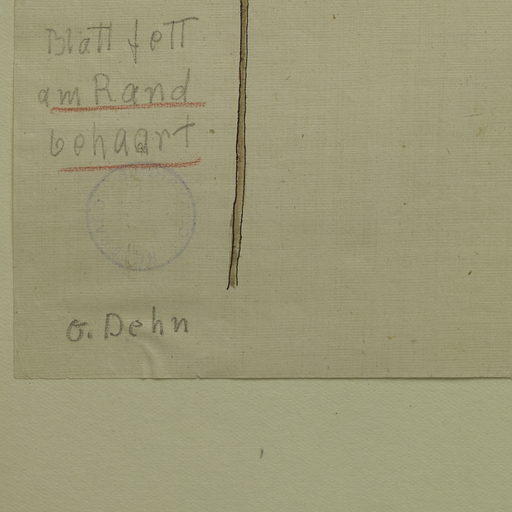 Blatt fett
am Rand
behaart.
G. Dehn